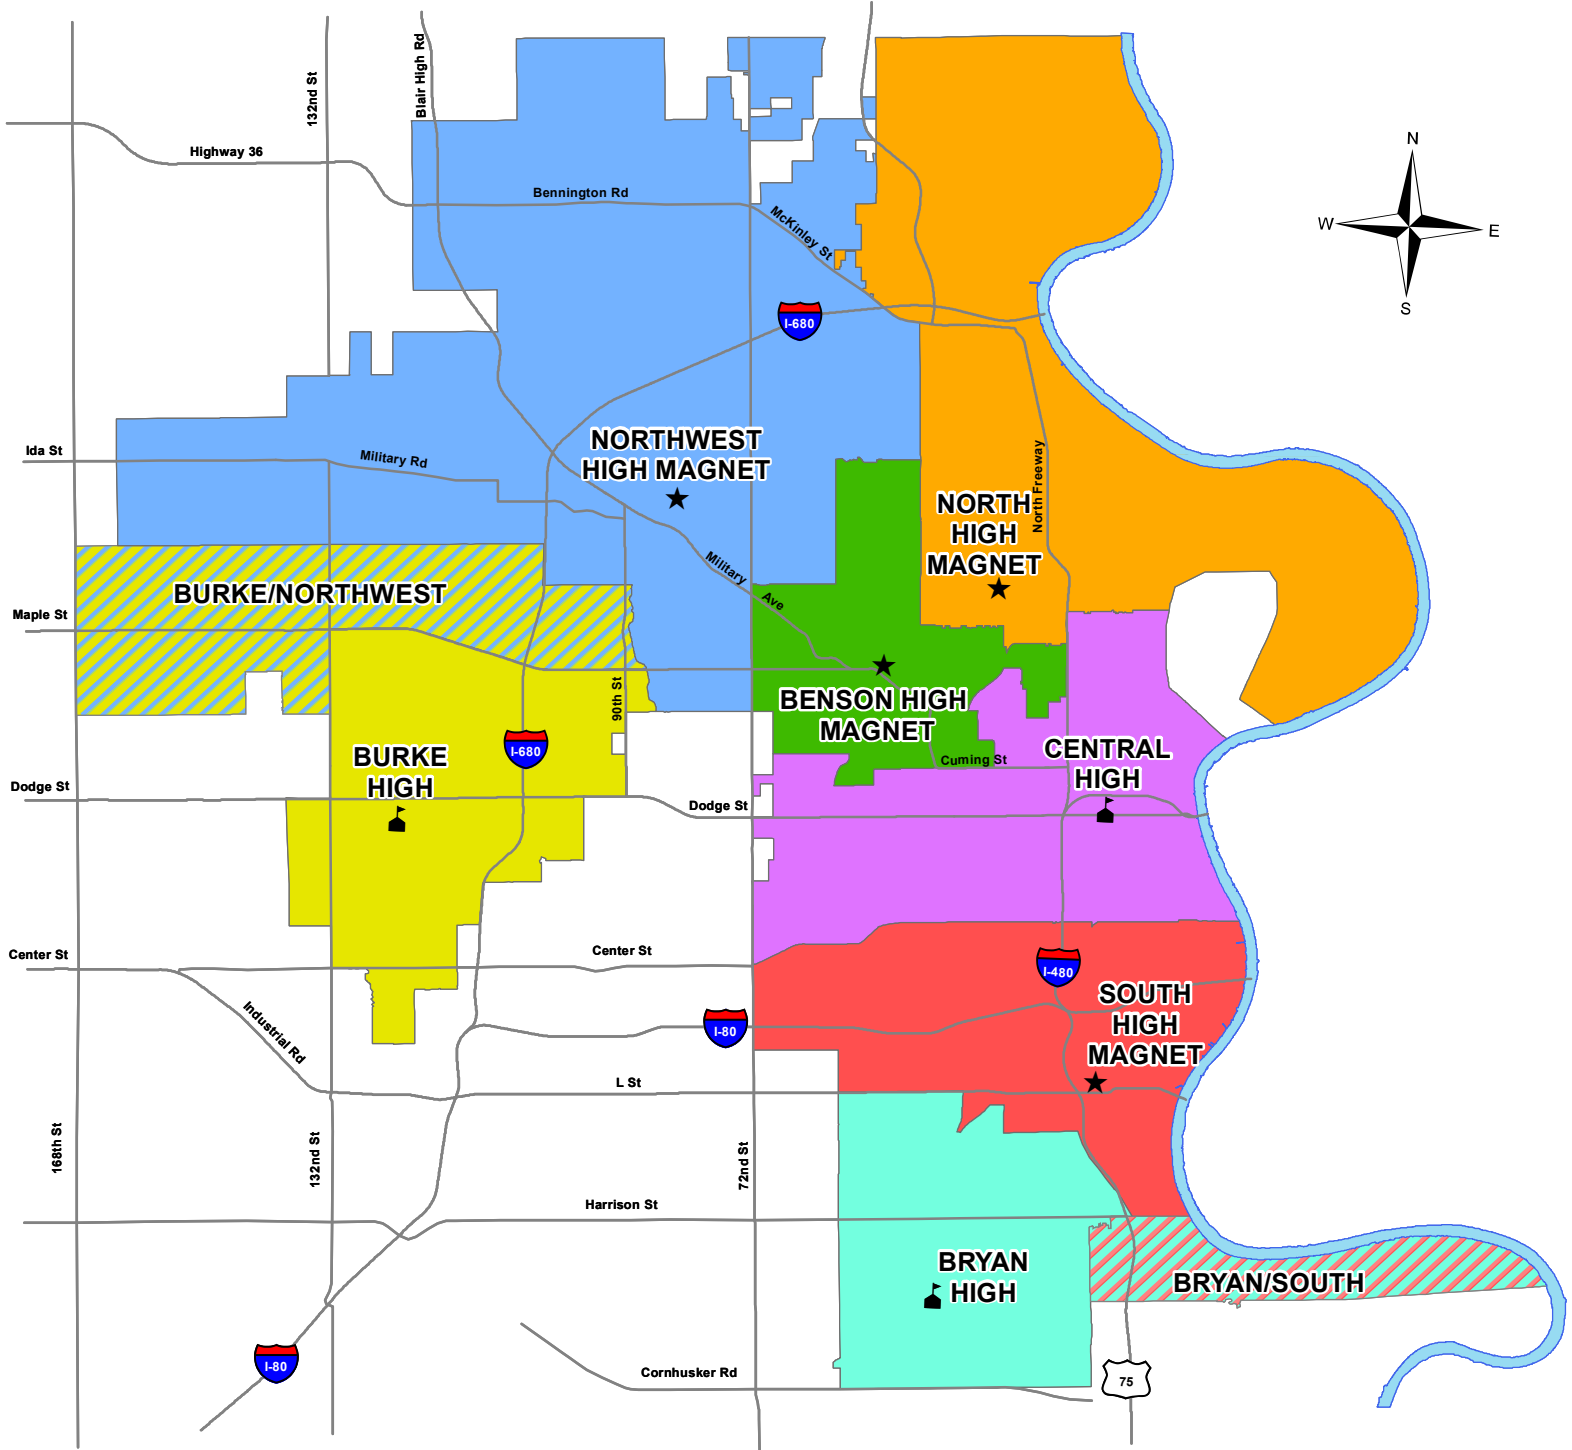 Blair High Rd
132nd St
Highway 36
Bennington Rd
McKinley St
N
W
E
S
I-680
NORTHWEST
HIGH MAGNET
Ida St
Military Rd
North Freeway
NORTH
HIGH
MAGNET
Military
Ave
BURKE/NORTHWEST
Maple St
90th St
BENSON HIGH
MAGNET
BURKE
HIGH
I-680
CENTRAL
HIGH
Cuming St
Dodge St
Dodge St
Center St
Center St
I-480
SOUTH
HIGH
MAGNET
Industrial Rd
I-80
L St
168th St
132nd St
72nd St
Harrison St
BRYAN
HIGH
BRYAN/SOUTH
I-80
Cornhusker Rd
75